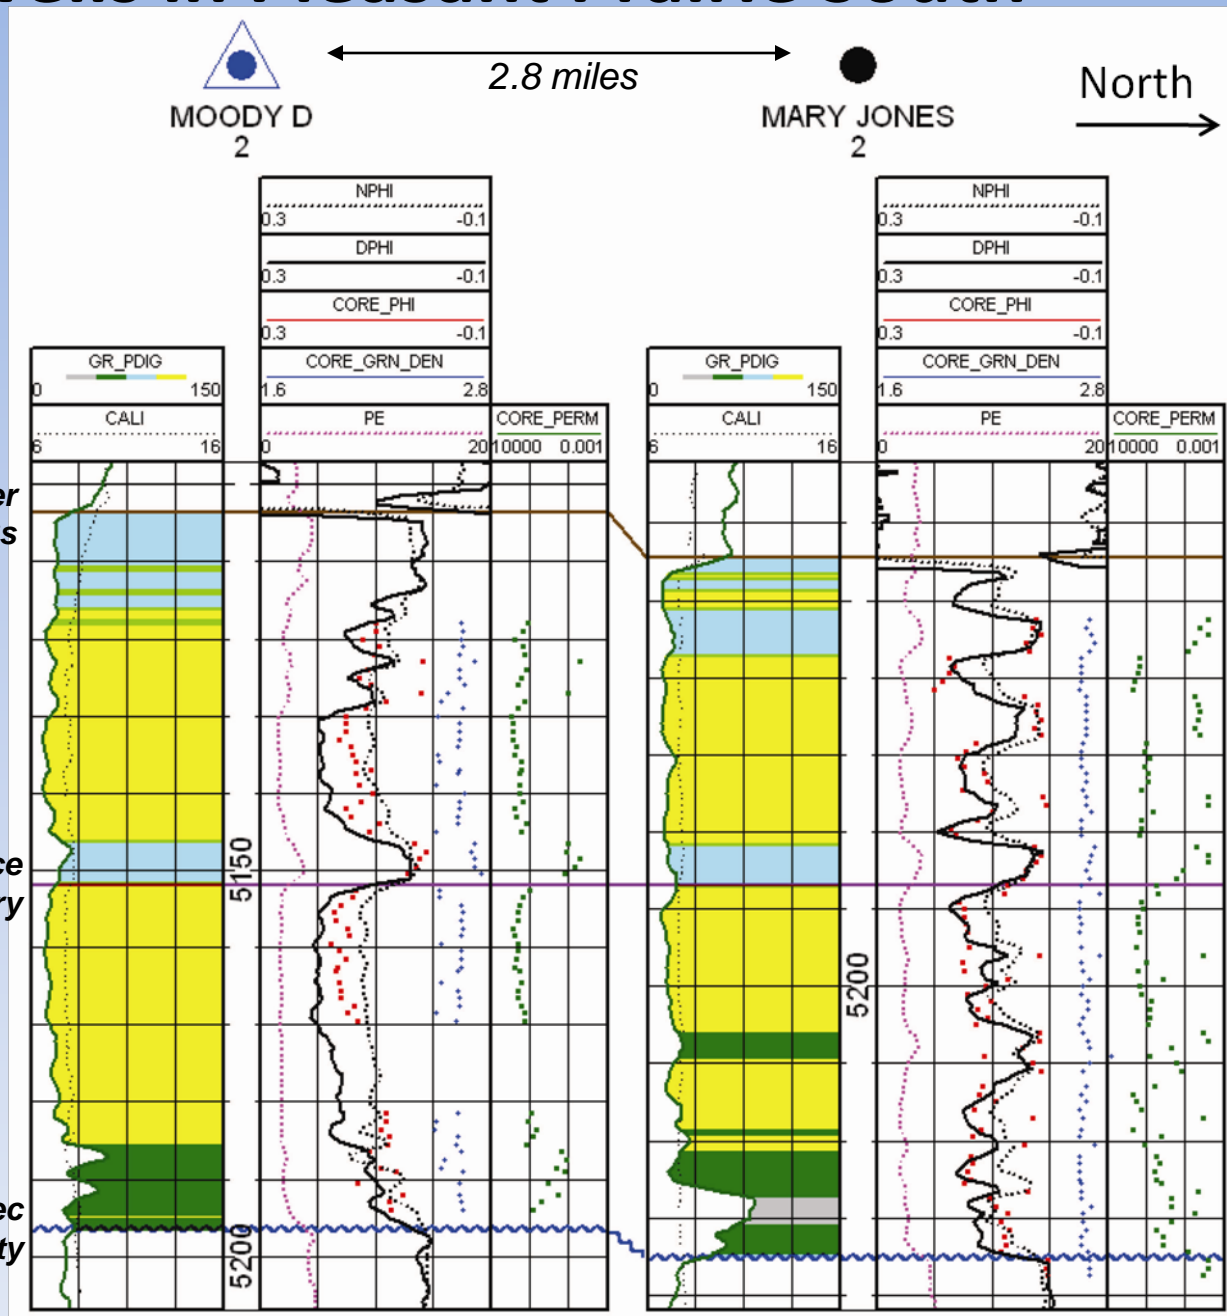 MOODY D
2
2.8 miles
MARY JONES
2
North
NPHI
0.3 -0.1
DPHI
0.3 -0.1
CORE_PHI
0.3 -0.1
CORE_GRN_DEN
1.6 2.8
GR_PDIG
0 150
CALI
6 16
PE
0 20
CORE_PERM
10000 0.001
NPHI
0.3 -0.1
DPHI
0.3 -0.1
CORE_PHI
0.3 -0.1
CORE_GRN_DEN
1.6 2.8
GR_PDIG
0 150
CALI
6 16
PE
0 20
CORE_PERM
10000 0.001
5150
5200
5200